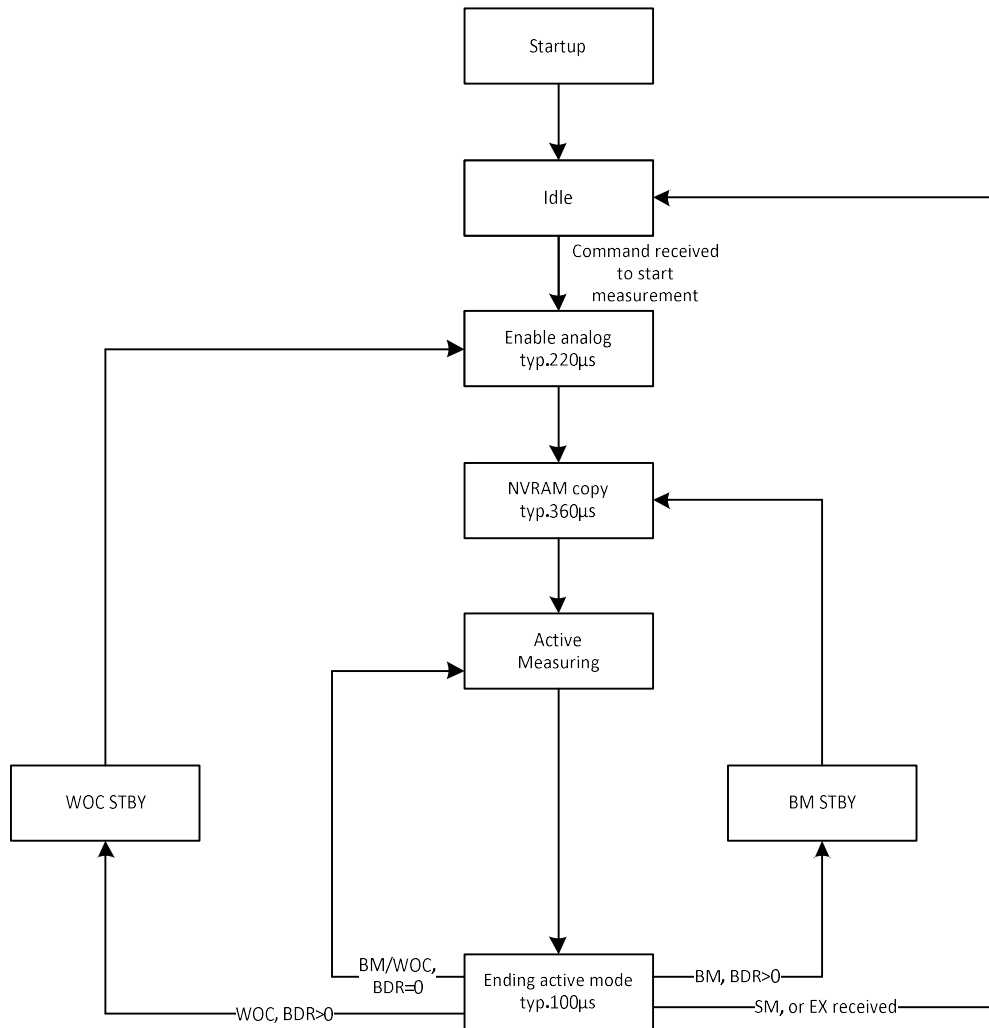 Startup
Idle
Command received
to start
measurement
Enable analog
typ.220µs
NVRAM copy
typ.360µs
Active
Measuring
WOC STBY
BM STBY
BM/WOC,
BDR=0
Ending active mode
typ.100µs
BM, BDR>0
WOC, BDR>0
SM, or EX received